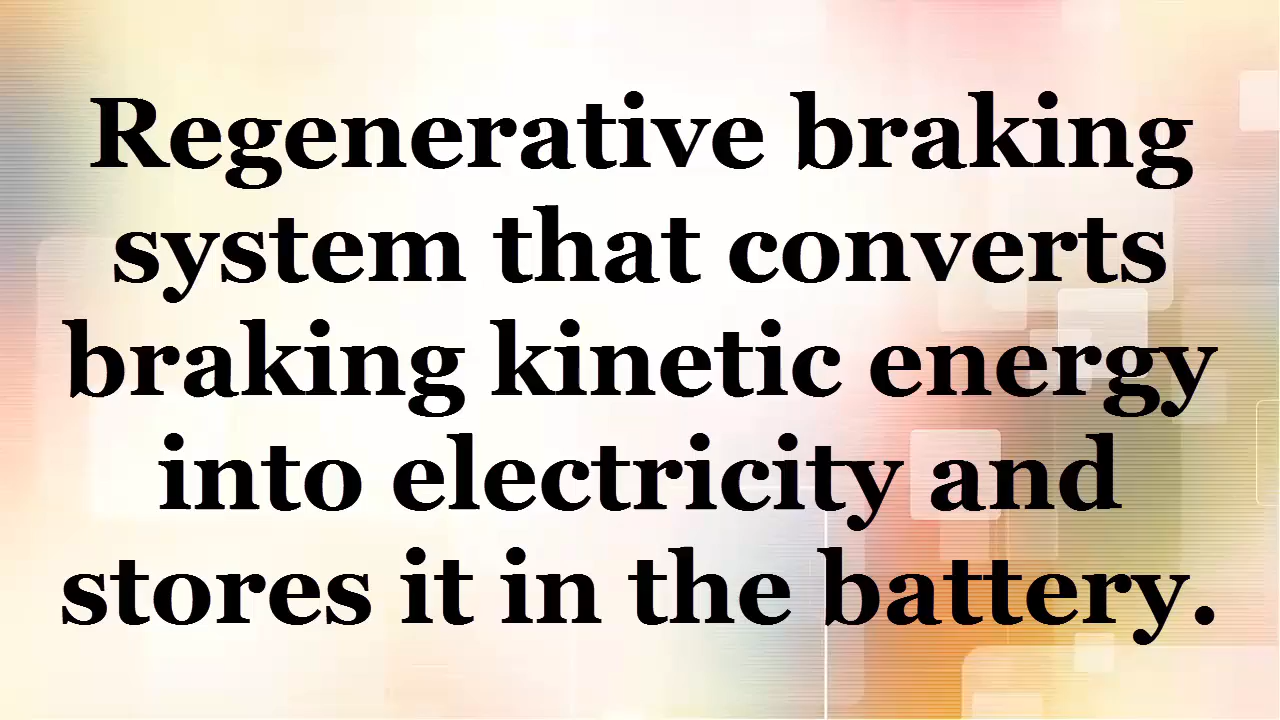 Regenerative braking
system that converts
braking kinetic energy
into electricity and
stores it in the battery.